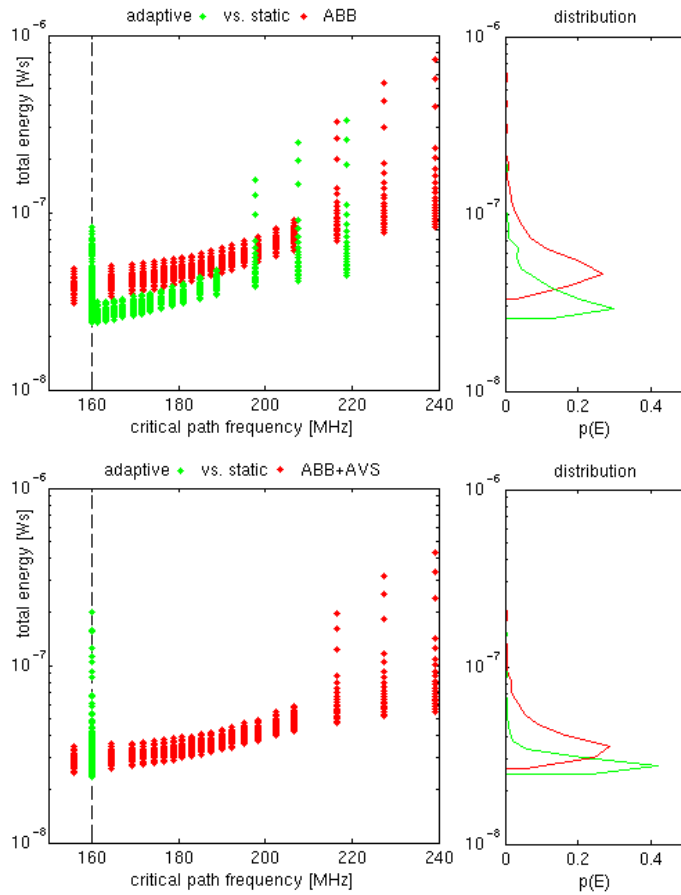 adaptive vs. static ABB
distribution
10^-6
10^-7
10^-8
total energy [Ws]
160 180 200 220 240
critical path frequency [MHz]
10^-6
10^-7
10^-8
0 0.2 0.4
p(E)
adaptive vs. static ABB+AVS
distribution
10^-6
10^-7
10^-8
total energy [Ws]
160 180 200 220 240
critical path frequency [MHz]
10^-6
10^-7
10^-8
0 0.2 0.4
p(E)